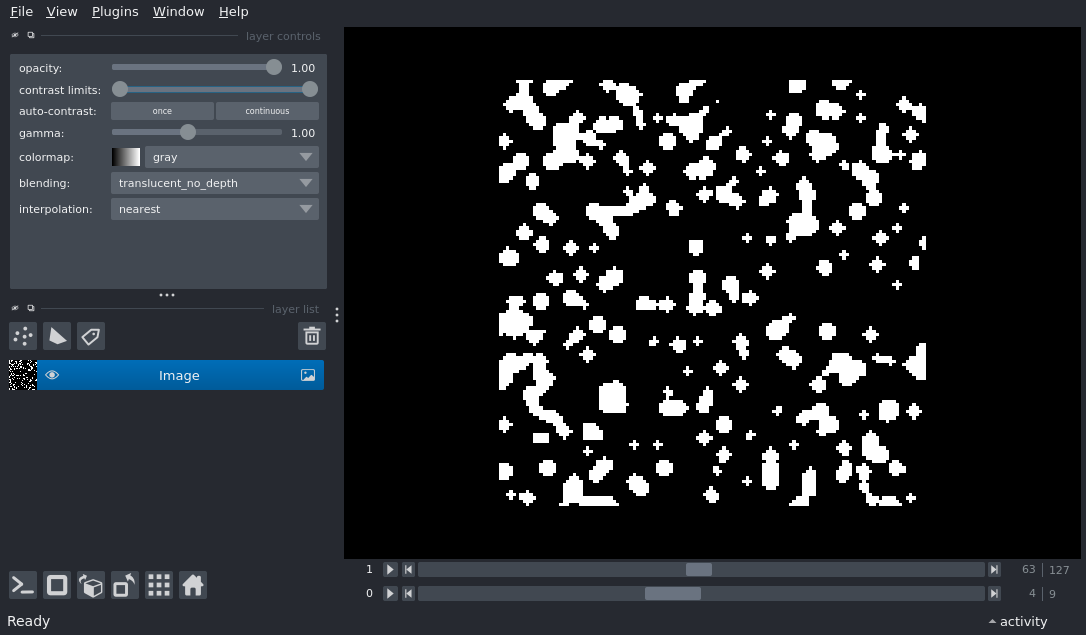 File View Plugins Window Help
layer controls
opacity: 1.00
contrast limits:
auto-contrast: once continuous
gamma: 1.00
colormap: gray
blending: translucent_no_depth
interpolation: nearest
layer list
Image
1 63 127
0 4 9
Ready activity